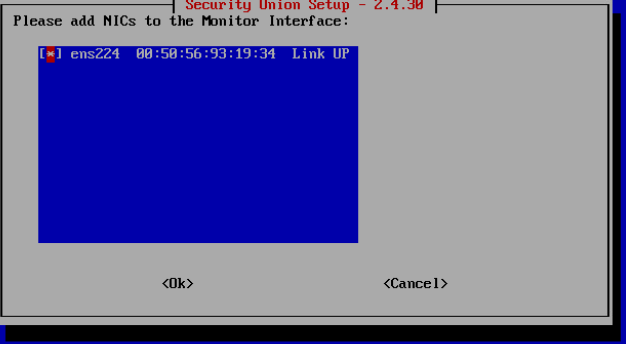 Security Union Setup - 2.4.30
Please add NICs to the Monitor Interface:
[*] ens224 00:50:56:93:19:34 Link UP
<Ok> <Cancel>